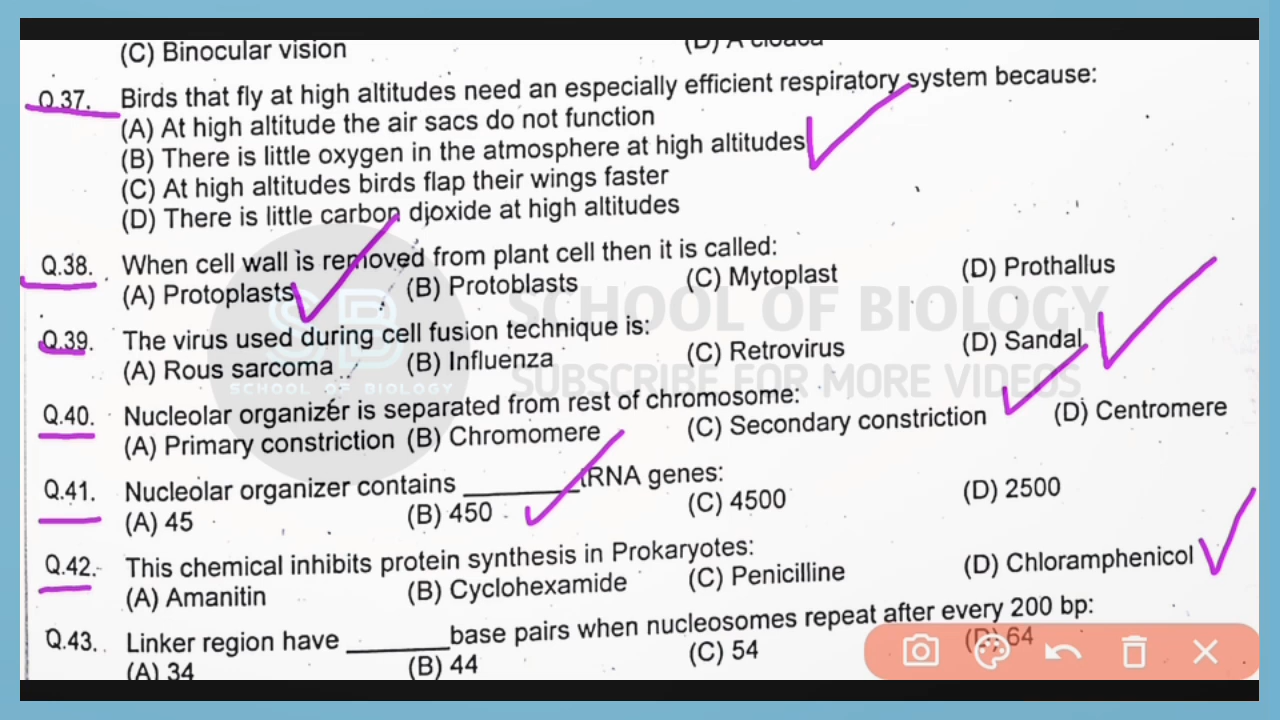 (C) Binocular vision (D) A cloaca
Q.37. Birds that fly at high altitudes need an especially efficient respiratory system because:
(A) At high altitude the air sacs do not function
(B) There is little oxygen in the atmosphere at high altitudes
(C) At high altitudes birds flap their wings faster
(D) There is little carbon dioxide at high altitudes
Q.38. When cell wall is removed from plant cell then it is called:
(A) Protoplasts (B) Protoblasts (C) Mytoplast (D) Prothallus
SB
SCHOOL OF BIOLOGY
Q.39. The virus used during cell fusion technique is:
(A) Rous sarcoma (B) Influenza (C) Retrovirus (D) Sandal
SCHOOL OF BIOLOGY
SUBSCRIBE FOR MORE VIDEOS
Q.40. Nucleolar organizer is separated from rest of chromosome:
(A) Primary constriction (B) Chromomere (C) Secondary constriction (D) Centromere
Q.41. Nucleolar organizer contains ________ tRNA genes:
(A) 45 (B) 450 (C) 4500 (D) 2500
Q.42. This chemical inhibits protein synthesis in Prokaryotes:
(A) Amanitin (B) Cyclohexamide (C) Penicilline (D) Chloramphenicol
Q.43. Linker region have ________ base pairs when nucleosomes repeat after every 200 bp:
(A) 34 (B) 44 (C) 54 (D) 64